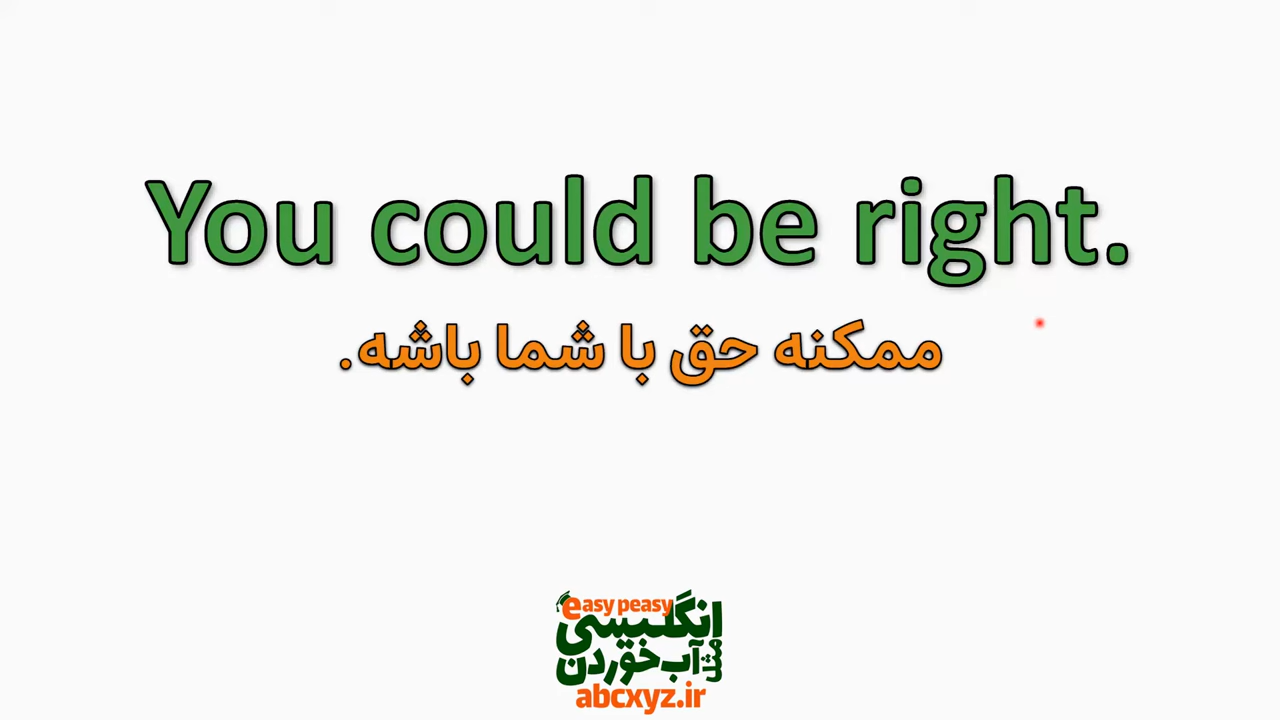 You could be right.
ممکنه حق با شما باشه.
easy peasy
انگلیسی
مثل آب خوردن
abcxyz.ir